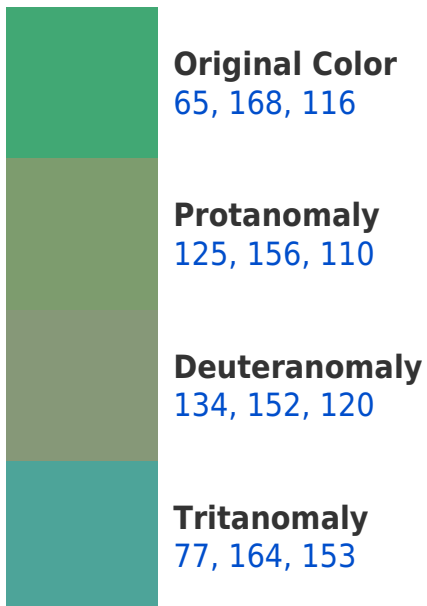 Original Color
65, 168, 116
Protanomaly
125, 156, 110
Deuteranomaly
134, 152, 120
Tritanomaly
77, 164, 153